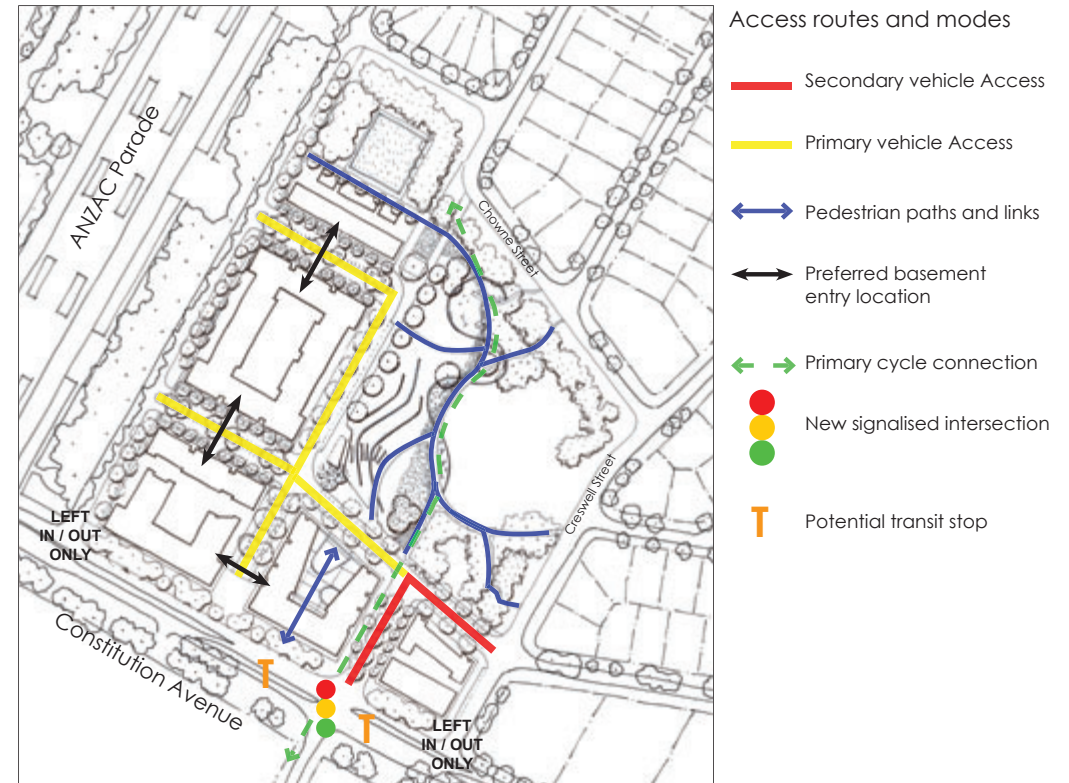 Access routes and modes
Secondary vehicle Access
Primary vehicle Access
Pedestrian paths and links
Preferred basement
entry location
Primary cycle connection
New signalised intersection
Potential transit stop
ANZAC Parade
Chowne Street
Creswell Street
LEFT
IN / OUT
ONLY
Constitution Avenue
T
T
T
LEFT
IN / OUT
ONLY